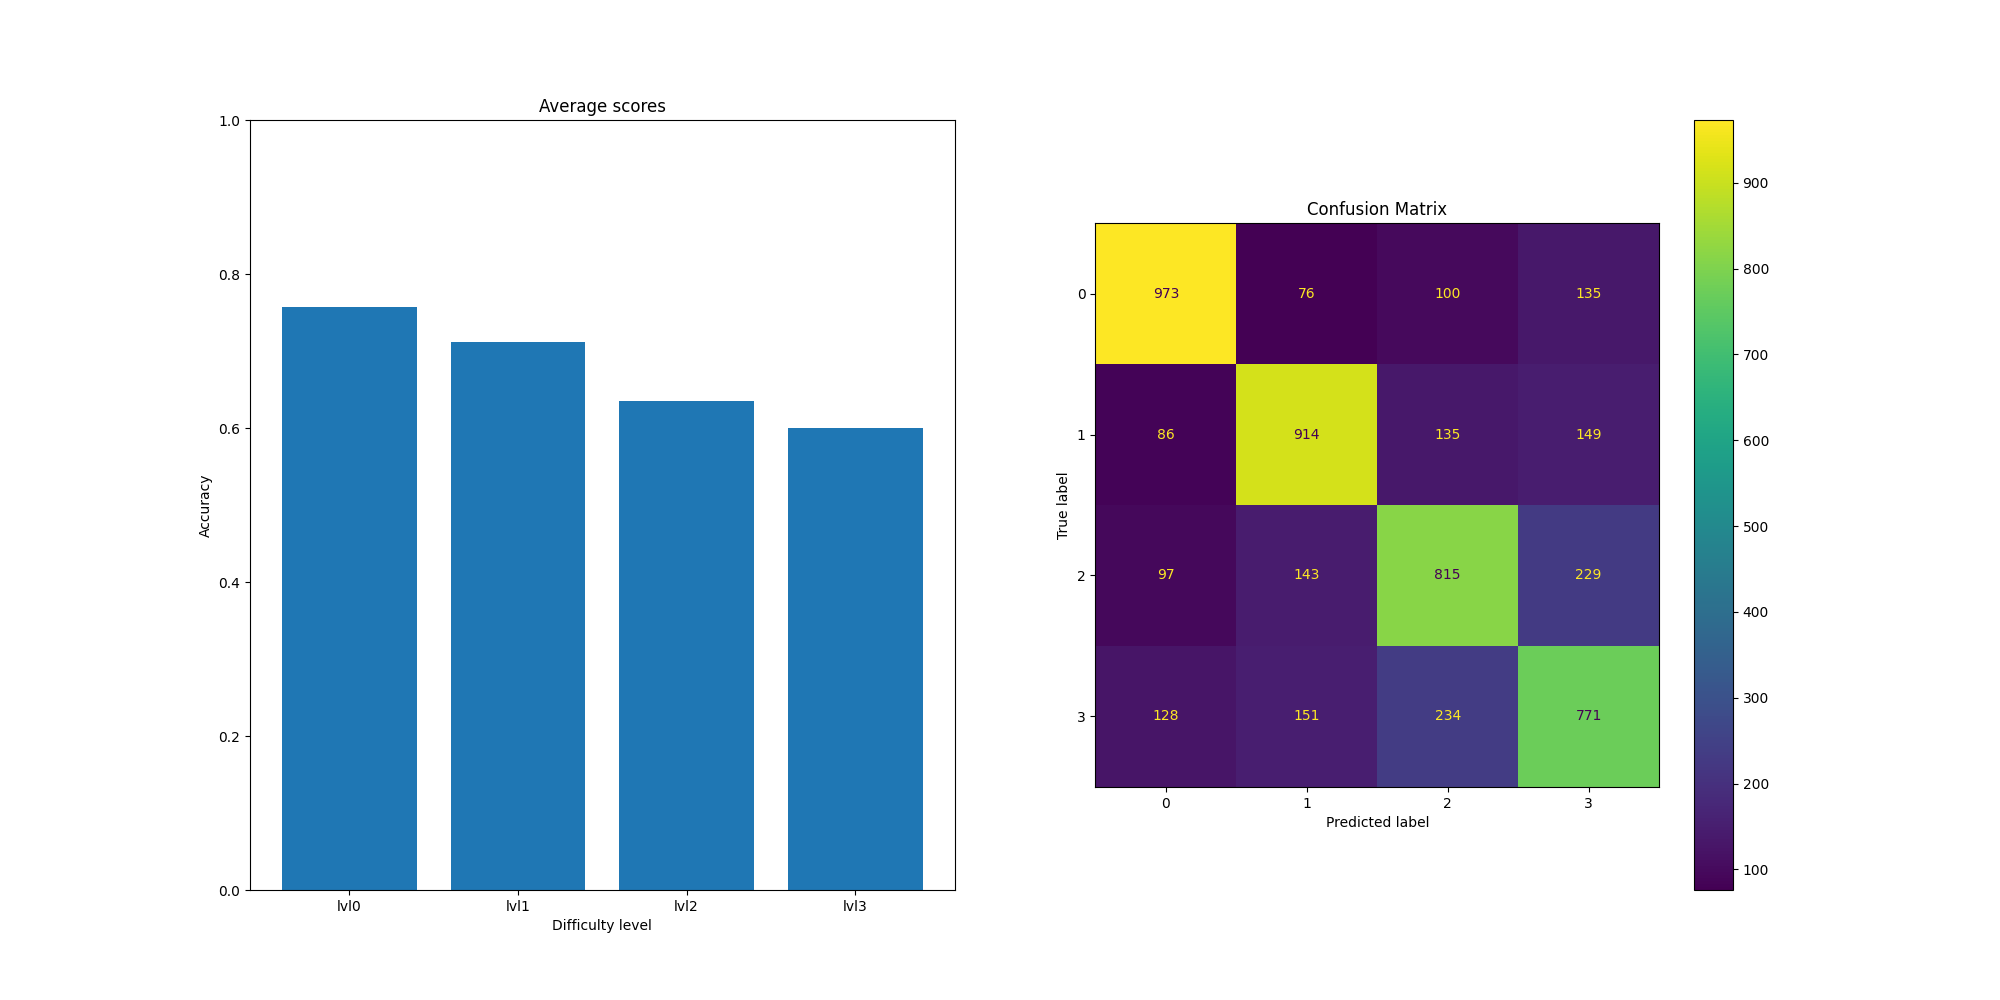 Average scores
1.0
0.8
0.6
0.4
0.2
0.0
Accuracy
lvl0 lvl1 lvl2 lvl3
Difficulty level
Confusion Matrix
True label
0 973 76 100 135
1 86 914 135 149
2 97 143 815 229
3 128 151 234 771
0 1 2 3
Predicted label
900
800
700
600
500
400
300
200
100